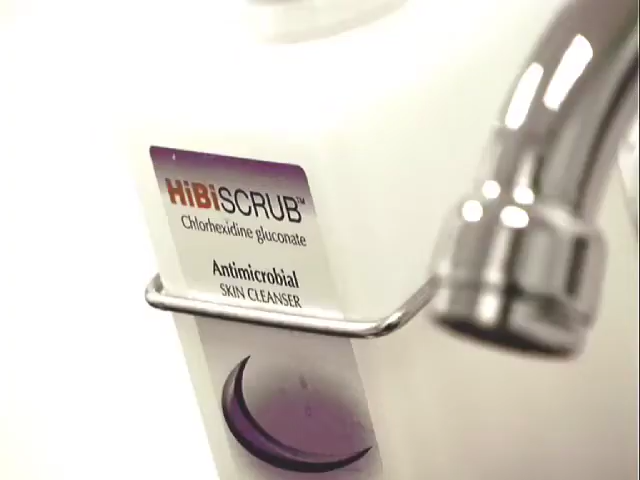 HiBiSCRUB™
Chlorhexidine gluconate
Antimicrobial
SKIN CLEANSER